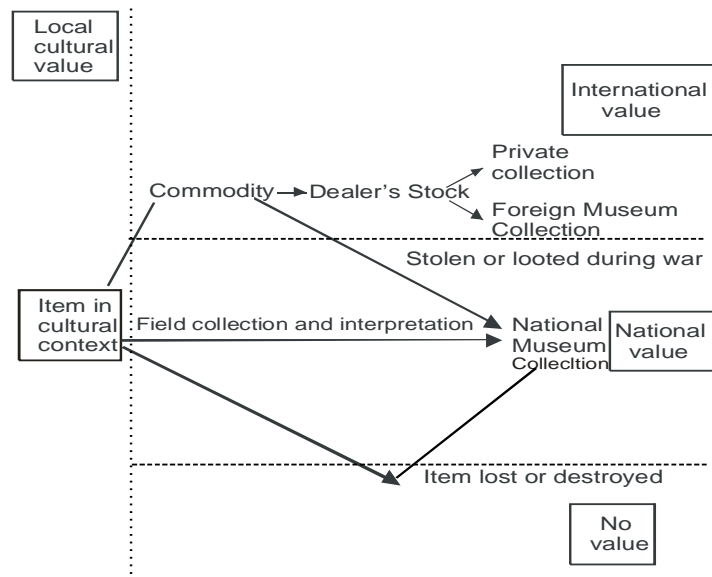 Local
cultural
value
International
value
Private
collection
Commodity
Dealer's Stock
Foreign Museum
Collection
Stolen or looted during war
Item in
cultural
context
Field collection and interpretation
National
Museum
Collecltion
National
value
Item lost or destroyed
No
value